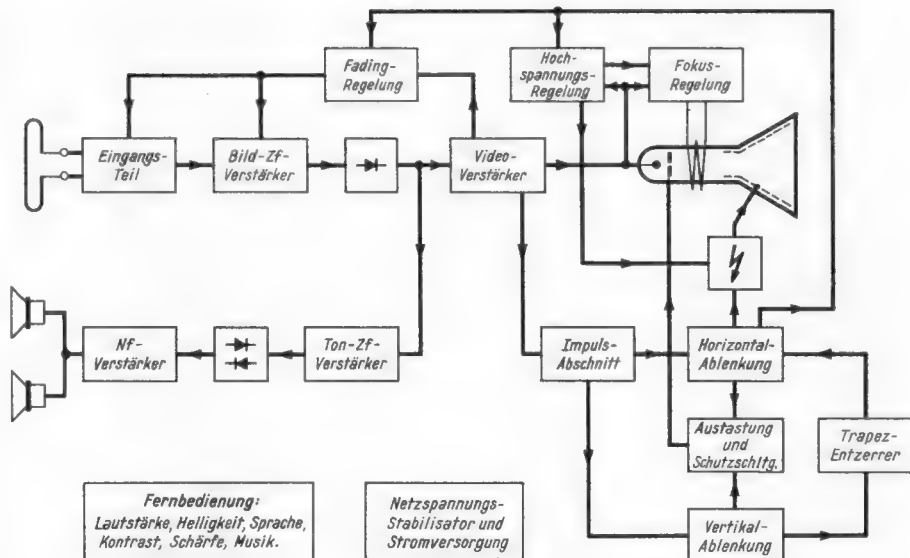 Fading-
Regelung
Hoch-
spannungs-
Regelung
Fokus-
Regelung
Eingangs-
Teil
Bild-Zf-
Verstärker
Video-
Verstärker
Nf-
Verstärker
Ton-Zf-
Verstärker
Impuls-
Abschnitt
Horizontal-
Ablenkung
Austastung
und
Schutzschltg.
Trapez-
Entzerrer
Fernbedienung:
Lautstärke, Helligkeit, Sprache,
Kontrast, Schärfe, Musik.
Netzspannungs-
Stabilisator und
Stromversorgung
Vertikal-
Ablenkung